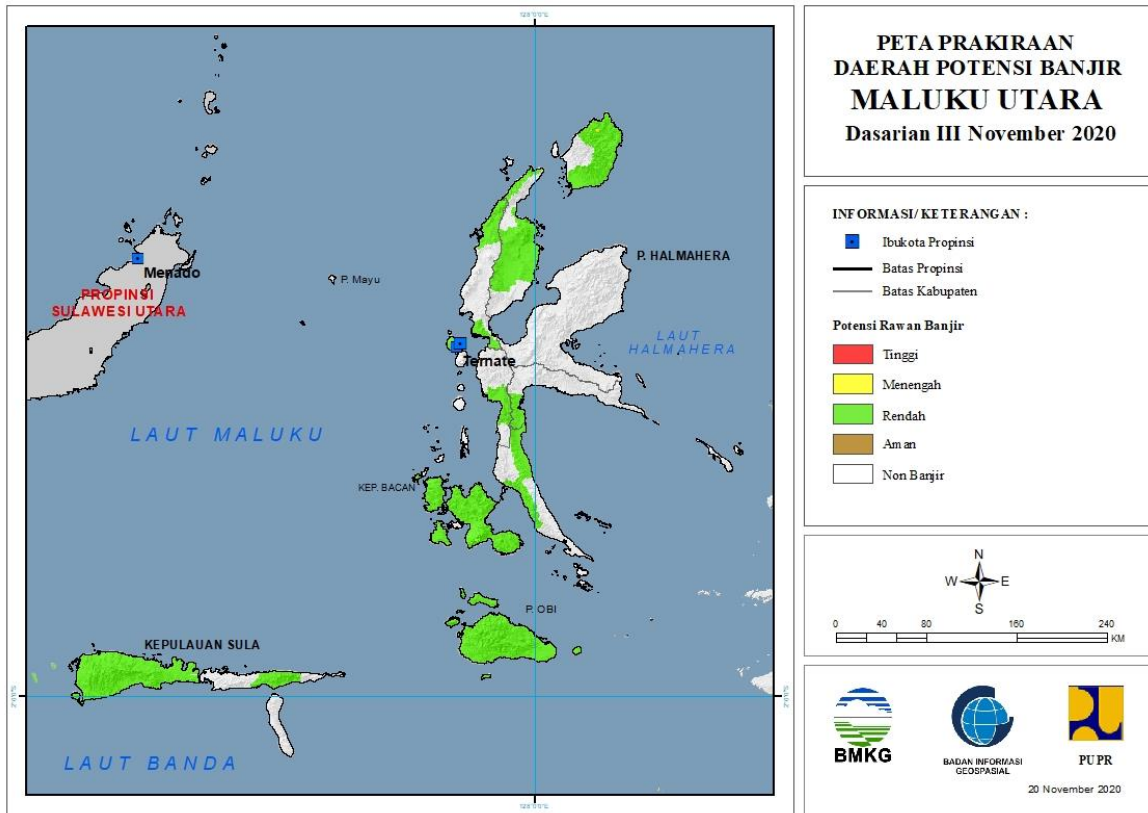 PETA PRAKIRAAN
DAERAH POTENSI BANJIR
MALUKU UTARA
Dasarian III November 2020
INFORMASI/ KETERANGAN :
Ibukota Propinsi
Batas Propinsi
Batas Kabupaten
Potensi Rawan Banjir
Tinggi
Menengah
Rendah
Aman
Non Banjir
N
W E
S
0 40 80 160 240
KM
BMKG
BADAN INFORMASI
GEOSPASIAL
PUPR
20 November 2020
Menado
PROPINSI
SULAWESI UTARA
P. Mayu
P. HALMAHERA
LAUT
HALMAHERA
Ternate
LAUT MALUKU
KEP. BACAN
P. OBI
KEPULAUAN SULA
LAUT BANDA